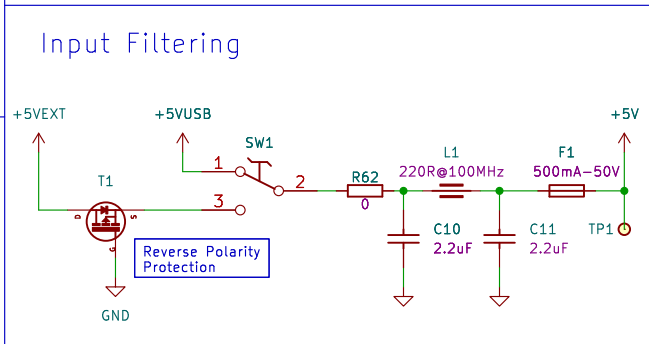 Input Filtering
+5VEXT
+5VUSB
+5V
SW1
T1
1
2
3
R62
0
L1
220R@100MHz
F1
500mA-50V
D
S
G
C10
2.2uF
C11
2.2uF
TP1
Reverse Polarity
Protection
GND